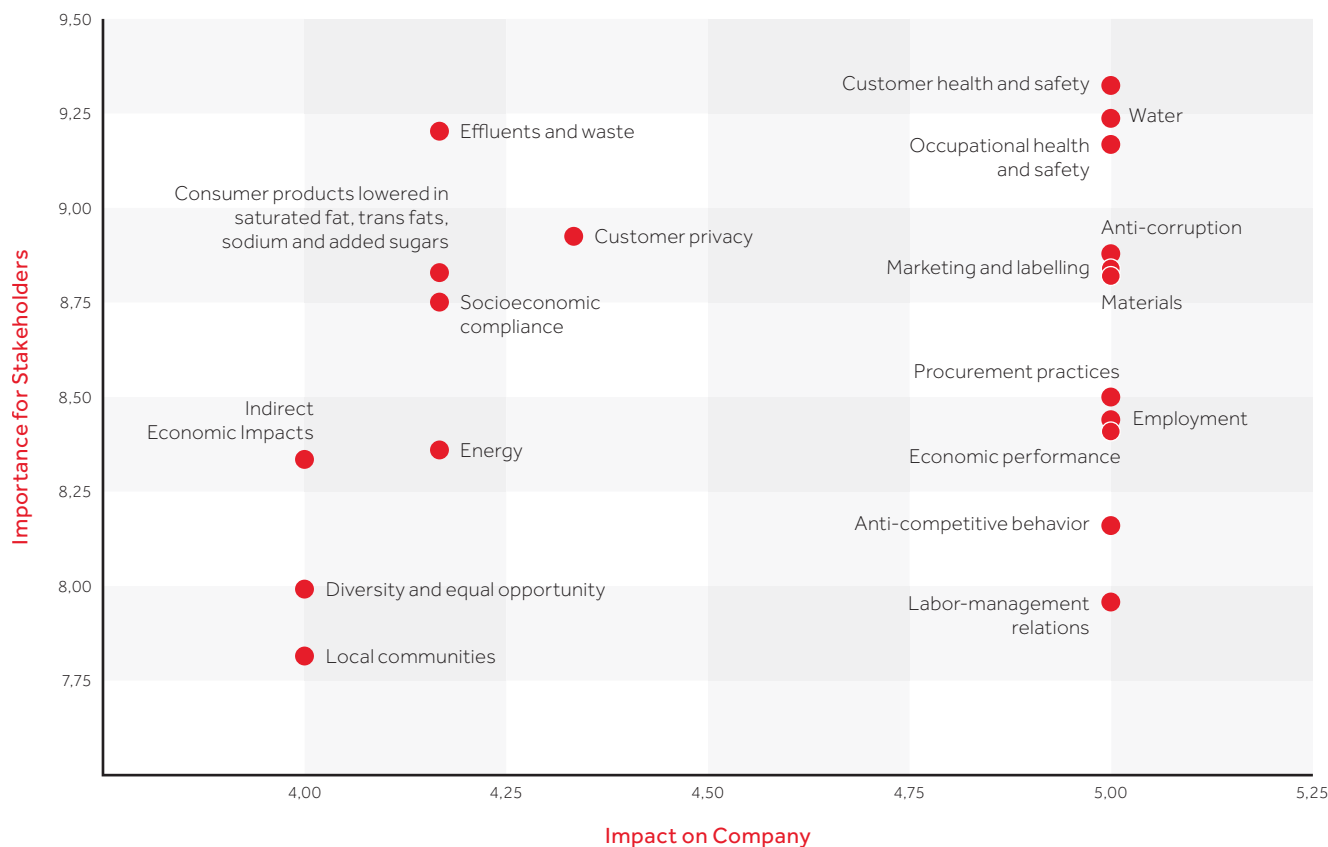 9,50
9,25
9,00
8,75
8,50
8,25
8,00
7,75
Importance for Stakeholders
Customer health and safety
Water
Occupational health
and safety
Effluents and waste
Consumer products lowered in
saturated fat, trans fats,
sodium and added sugars
Customer privacy
Anti-corruption
Marketing and labelling
Materials
Socioeconomic
compliance
Procurement practices
Employment
Economic performance
Indirect
Economic Impacts
Energy
Anti-competitive behavior
Diversity and equal opportunity
Labor-management
relations
Local communities
4,00
4,25
4,50
4,75
5,00
5,25
Impact on Company